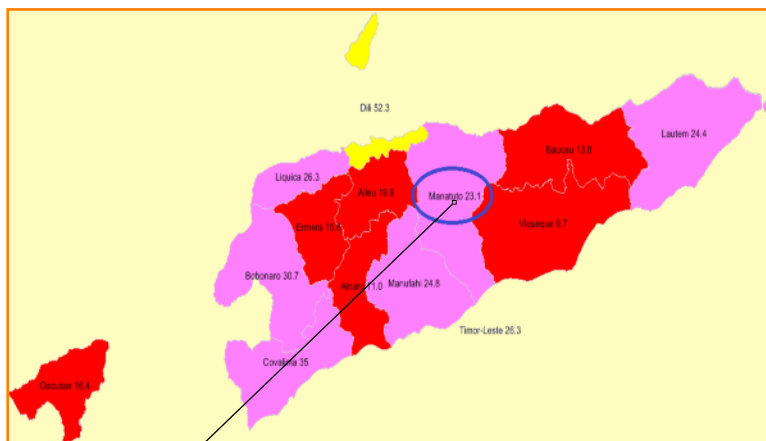 Dili 52.3
Lautem 24.4
Baucau 13.8
Liquica 26.3
Aileu 19.9
Manatuto 23.1
Viqueque 9.7
Ermera 15.6
Bobonaro 30.7
Ainaro 11.0
Manufahi 24.8
Timor-Leste 26.3
Covalima 35
Oecusse 16.4